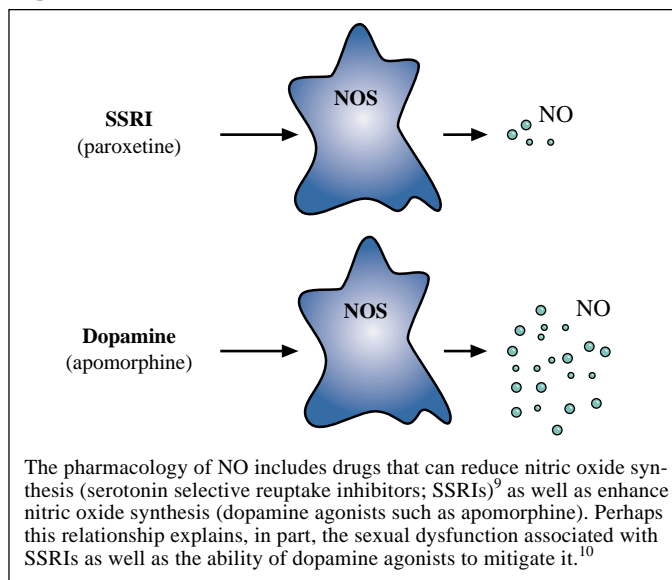 NOS
SSRI
(paroxetine)
NO
NOS
NO
Dopamine
(apomorphine)
The pharmacology of NO includes drugs that can reduce nitric oxide syn-
thesis (serotonin selective reuptake inhibitors; SSRIs)⁹ as well as enhance
nitric oxide synthesis (dopamine agonists such as apomorphine). Perhaps
this relationship explains, in part, the sexual dysfunction associated with
SSRIs as well as the ability of dopamine agonists to mitigate it.¹⁰